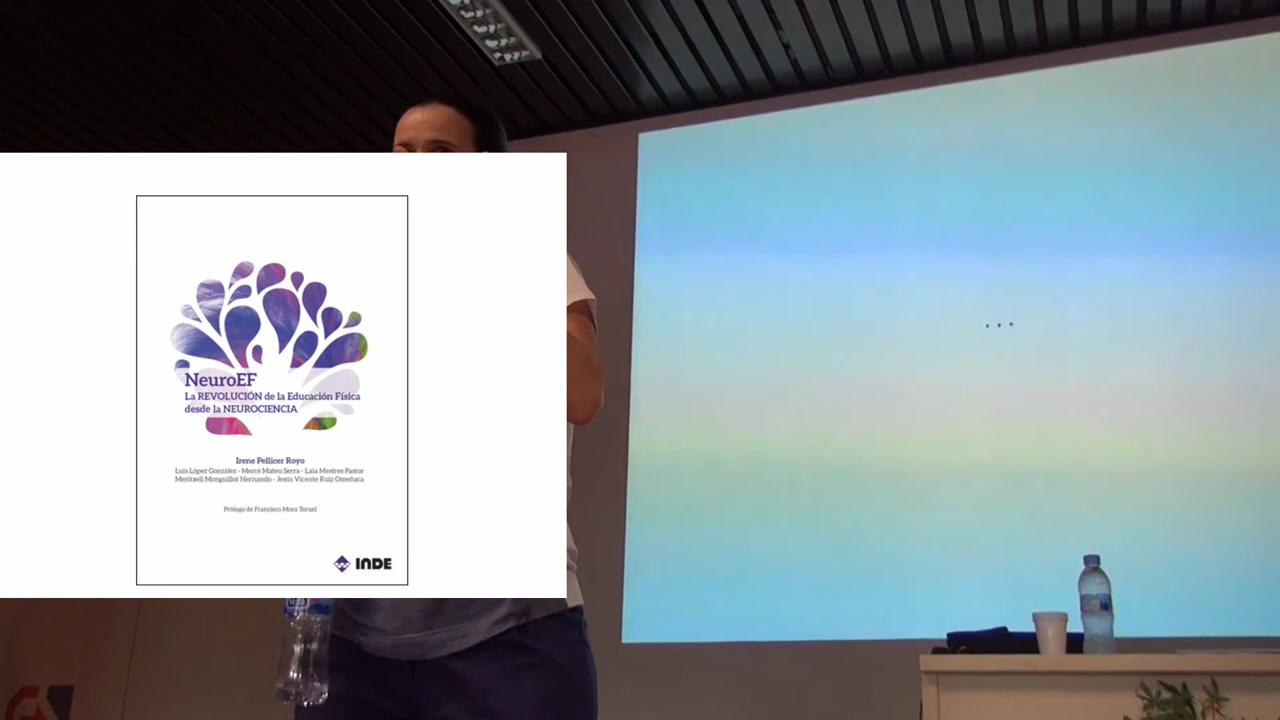 NeuroEF
La REVOLUCIÓN de la Educación Física
desde la NEUROCIENCIA
Irene Pellicer Royo
Luis López González - Mercè Mateu Serra - Laia Mestres Pastor
Meritxell Monguillot Hernando - Jesús Vicente Ruiz Omeñaca
Prólogo de Francisco Mora Teruel
INDE
...